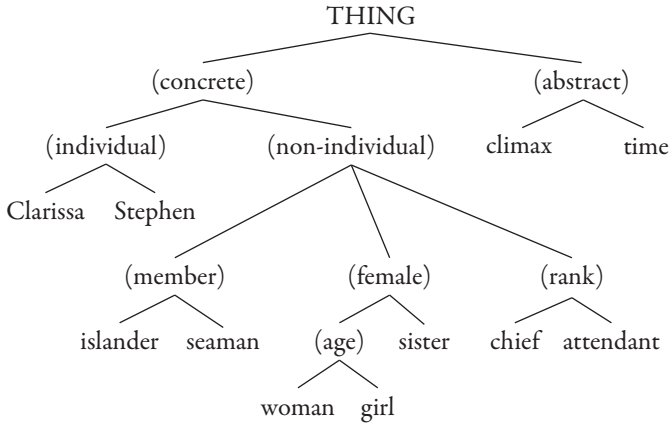 THING
(concrete) (abstract)
(individual) (non-individual) climax time
Clarissa Stephen
(member) (female) (rank)
islander seaman (age) sister chief attendant
woman girl